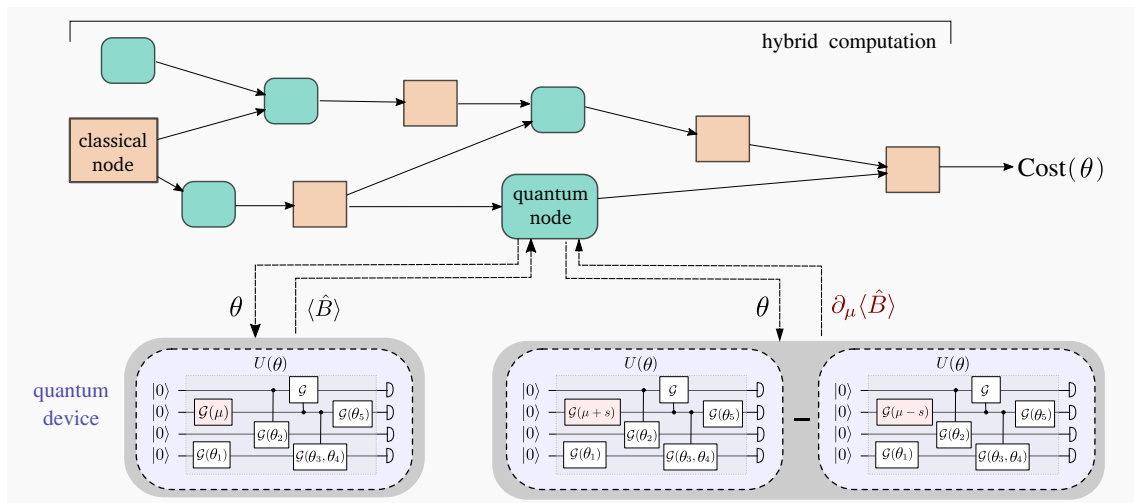 hybrid computation
classical
node
Cost(θ)
quantum
node
θ
⟨B̂⟩
θ
∂μ⟨B̂⟩
quantum
device
U(θ)
|0⟩
|0⟩
|0⟩
|0⟩
𝒢
𝒢(μ)
𝒢(θ₅)
𝒢(θ₂)
𝒢(θ₁)
𝒢(θ₃, θ₄)
U(θ)
|0⟩
|0⟩
|0⟩
|0⟩
𝒢
𝒢(μ + s)
𝒢(θ₅)
𝒢(θ₂)
𝒢(θ₁)
𝒢(θ₃, θ₄)
−
U(θ)
|0⟩
|0⟩
|0⟩
|0⟩
𝒢
𝒢(μ − s)
𝒢(θ₅)
𝒢(θ₂)
𝒢(θ₁)
𝒢(θ₃, θ₄)